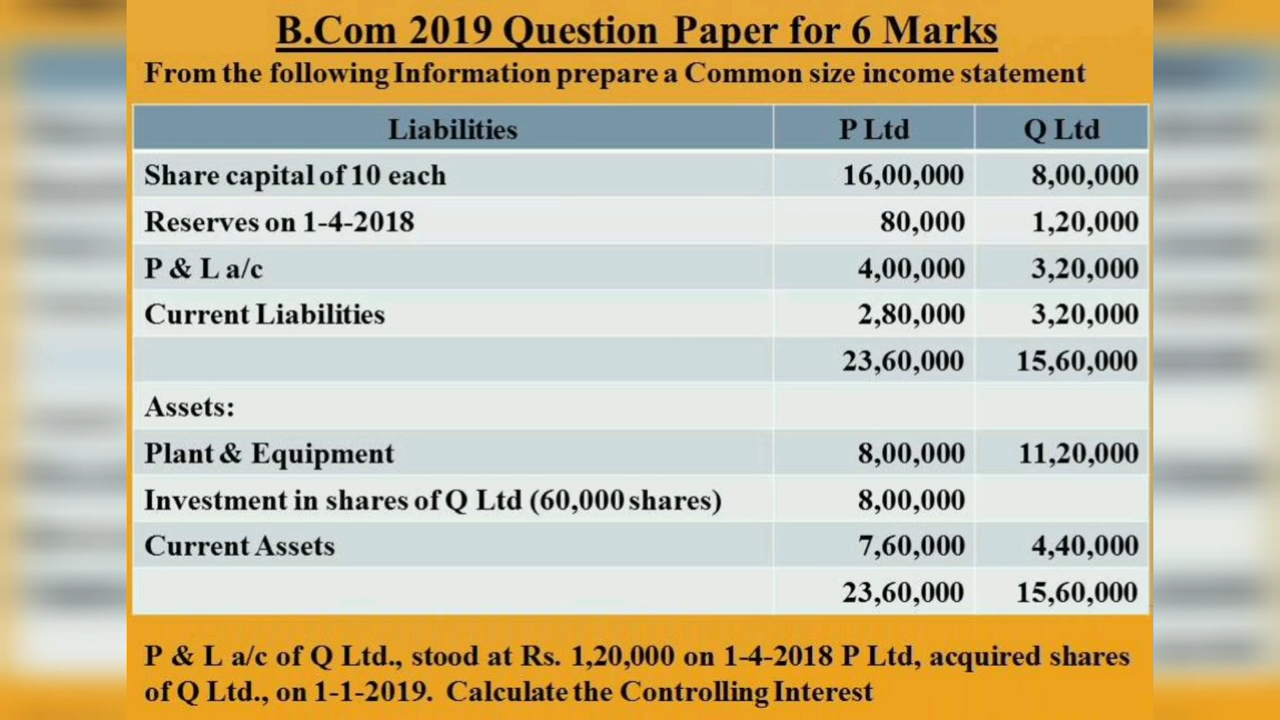 B.Com 2019 Question Paper for 6 Marks
From the following Information prepare a Common size income statement
Liabilities P Ltd Q Ltd
Share capital of 10 each 16,00,000 8,00,000
Reserves on 1-4-2018 80,000 1,20,000
P & L a/c 4,00,000 3,20,000
Current Liabilities 2,80,000 3,20,000
23,60,000 15,60,000
Assets:
Plant & Equipment 8,00,000 11,20,000
Investment in shares of Q Ltd (60,000 shares) 8,00,000
Current Assets 7,60,000 4,40,000
23,60,000 15,60,000
P & L a/c of Q Ltd., stood at Rs. 1,20,000 on 1-4-2018 P Ltd, acquired shares
of Q Ltd., on 1-1-2019. Calculate the Controlling Interest